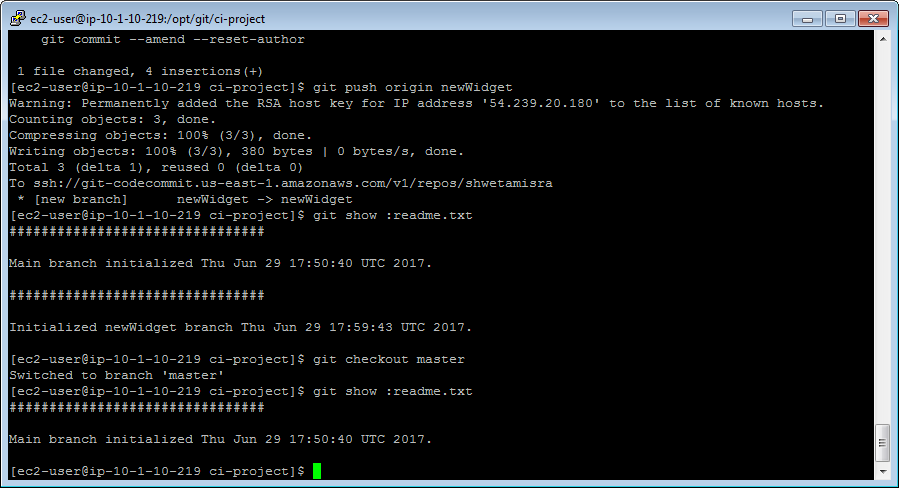 ec2-user@ip-10-1-10-219:/opt/git/ci-project
    git commit --amend --reset-author
 1 file changed, 4 insertions(+)
[ec2-user@ip-10-1-10-219 ci-project]$ git push origin newWidget
Warning: Permanently added the RSA host key for IP address '54.239.20.180' to the list of known hosts.
Counting objects: 3, done.
Compressing objects: 100% (3/3), done.
Writing objects: 100% (3/3), 380 bytes | 0 bytes/s, done.
Total 3 (delta 1), reused 0 (delta 0)
To ssh://git-codecommit.us-east-1.amazonaws.com/v1/repos/shwetamisra
 * [new branch]      newWidget -> newWidget
[ec2-user@ip-10-1-10-219 ci-project]$ git show :readme.txt
################################
Main branch initialized Thu Jun 29 17:50:40 UTC 2017.
################################
Initialized newWidget branch Thu Jun 29 17:59:43 UTC 2017.
[ec2-user@ip-10-1-10-219 ci-project]$ git checkout master
Switched to branch 'master'
[ec2-user@ip-10-1-10-219 ci-project]$ git show :readme.txt
################################
Main branch initialized Thu Jun 29 17:50:40 UTC 2017.
[ec2-user@ip-10-1-10-219 ci-project]$